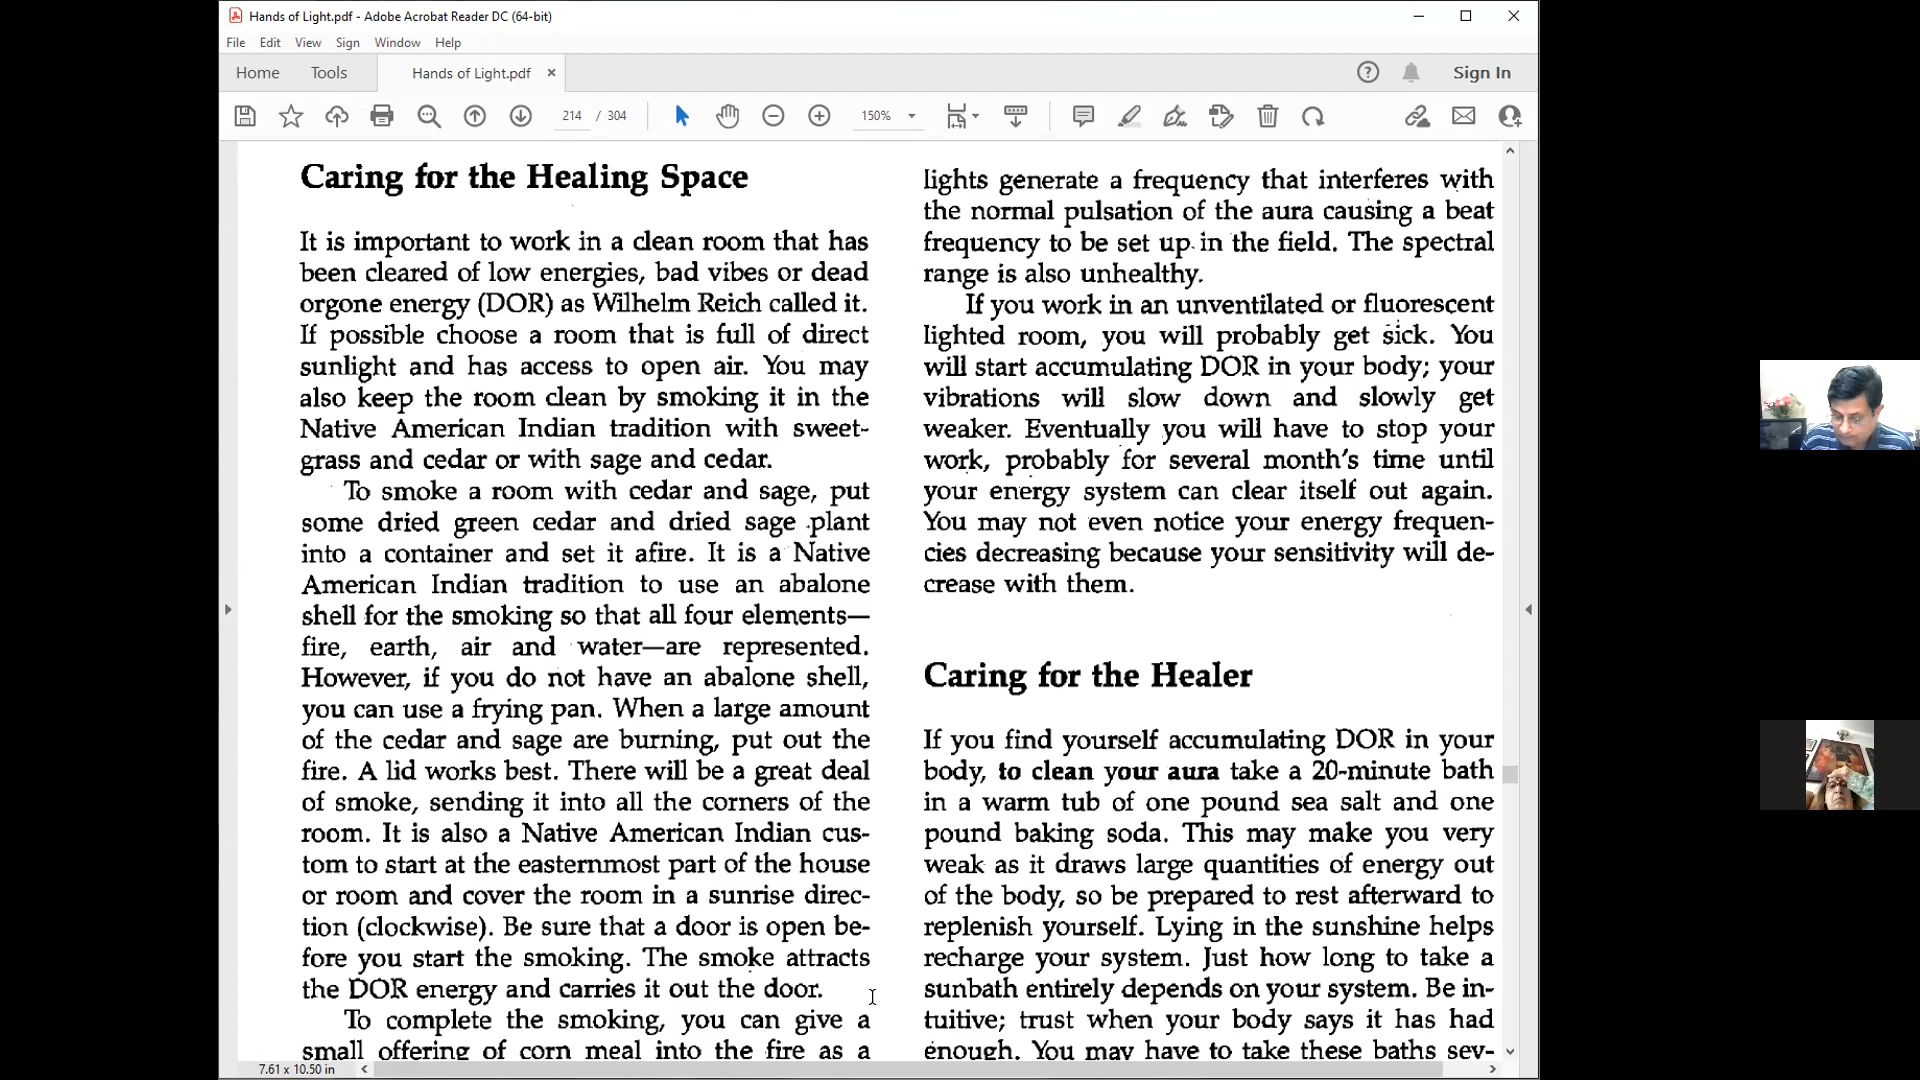 Hands of Light.pdf - Adobe Acrobat Reader DC (64-bit)
File Edit View Sign Window Help
Home Tools Hands of Light.pdf × Sign In
214 / 304 150%
Caring for the Healing Space
It is important to work in a clean room that has
been cleared of low energies, bad vibes or dead
orgone energy (DOR) as Wilhelm Reich called it.
If possible choose a room that is full of direct
sunlight and has access to open air. You may
also keep the room clean by smoking it in the
Native American Indian tradition with sweet-
grass and cedar or with sage and cedar.
To smoke a room with cedar and sage, put
some dried green cedar and dried sage plant
into a container and set it afire. It is a Native
American Indian tradition to use an abalone
shell for the smoking so that all four elements—
fire, earth, air and water—are represented.
However, if you do not have an abalone shell,
you can use a frying pan. When a large amount
of the cedar and sage are burning, put out the
fire. A lid works best. There will be a great deal
of smoke, sending it into all the corners of the
room. It is also a Native American Indian cus-
tom to start at the easternmost part of the house
or room and cover the room in a sunrise direc-
tion (clockwise). Be sure that a door is open be-
fore you start the smoking. The smoke attracts
the DOR energy and carries it out the door.
To complete the smoking, you can give a
small offering of corn meal into the fire as a
lights generate a frequency that interferes with
the normal pulsation of the aura causing a beat
frequency to be set up in the field. The spectral
range is also unhealthy.
If you work in an unventilated or fluorescent
lighted room, you will probably get sick. You
will start accumulating DOR in your body; your
vibrations will slow down and slowly get
weaker. Eventually you will have to stop your
work, probably for several month's time until
your energy system can clear itself out again.
You may not even notice your energy frequen-
cies decreasing because your sensitivity will de-
crease with them.
Caring for the Healer
If you find yourself accumulating DOR in your
body, to clean your aura take a 20-minute bath
in a warm tub of one pound sea salt and one
pound baking soda. This may make you very
weak as it draws large quantities of energy out
of the body, so be prepared to rest afterward to
replenish yourself. Lying in the sunshine helps
recharge your system. Just how long to take a
sunbath entirely depends on your system. Be in-
tuitive; trust when your body says it has had
enough. You may have to take these baths sev-
7.61 x 10.50 in